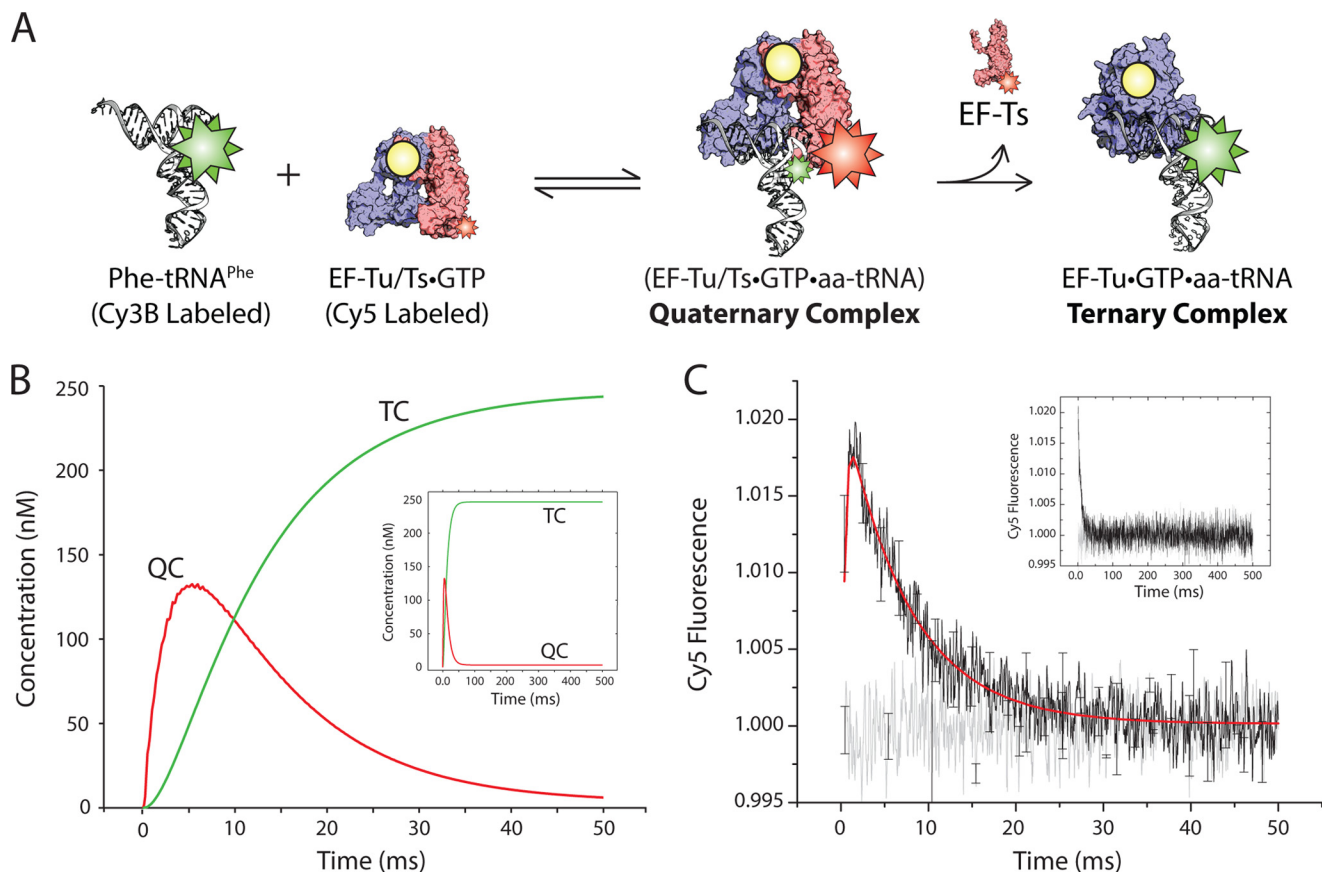 A
EF-Ts
+
Phe-tRNAPhe
(Cy3B Labeled)
EF-Tu/Ts•GTP
(Cy5 Labeled)
(EF-Tu/Ts•GTP•aa-tRNA)
Quaternary Complex
EF-Tu•GTP•aa-tRNA
Ternary Complex
B
250
200
150
100
50
0
Concentration (nM)
0
10
20
30
40
50
Time (ms)
TC
QC
250
200
150
100
50
0
Concentration (nM)
TC
QC
0.0
100
200
300
400
500
Time (ms)
C
1.020
1.015
1.010
1.005
1.000
0.995
Cy5 Fluorescence
0
10
20
30
40
50
Time (ms)
1.020
1.015
1.010
1.005
1.000
0.995
Cy5 Fluorescence
0.0
100
200
300
400
500
Time (ms)